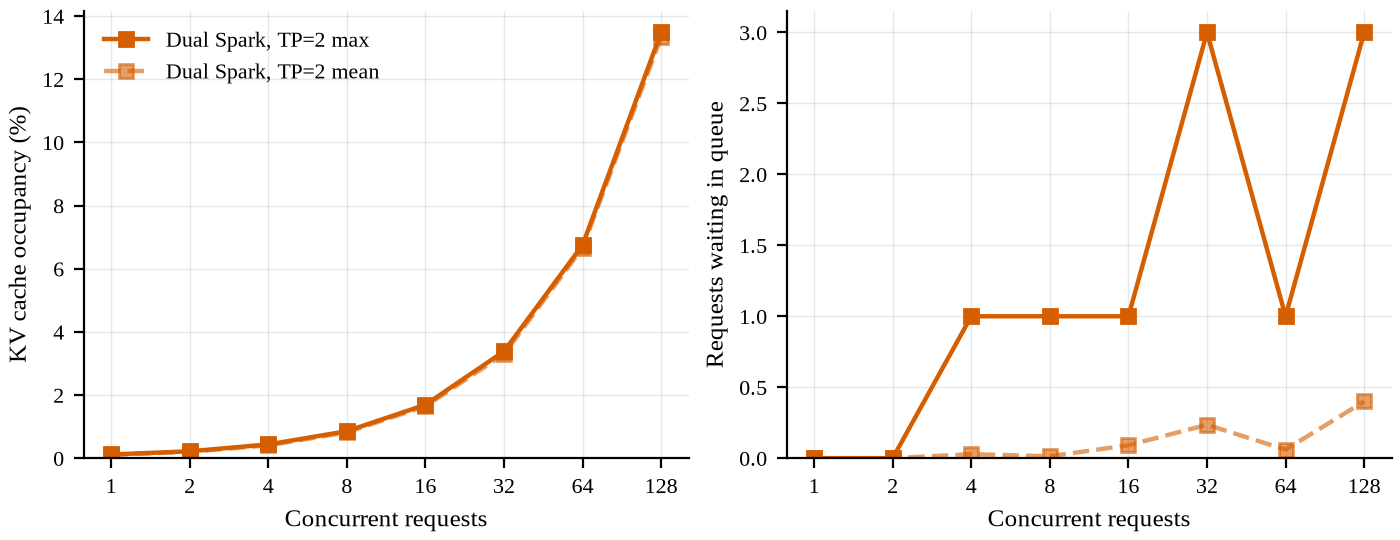 14
12
10
8
6
4
2
0
KV cache occupancy (%)
Dual Spark, TP=2 max
Dual Spark, TP=2 mean
1 2 4 8 16 32 64 128
Concurrent requests
3.0
2.5
2.0
1.5
1.0
0.5
0.0
Requests waiting in queue
1 2 4 8 16 32 64 128
Concurrent requests